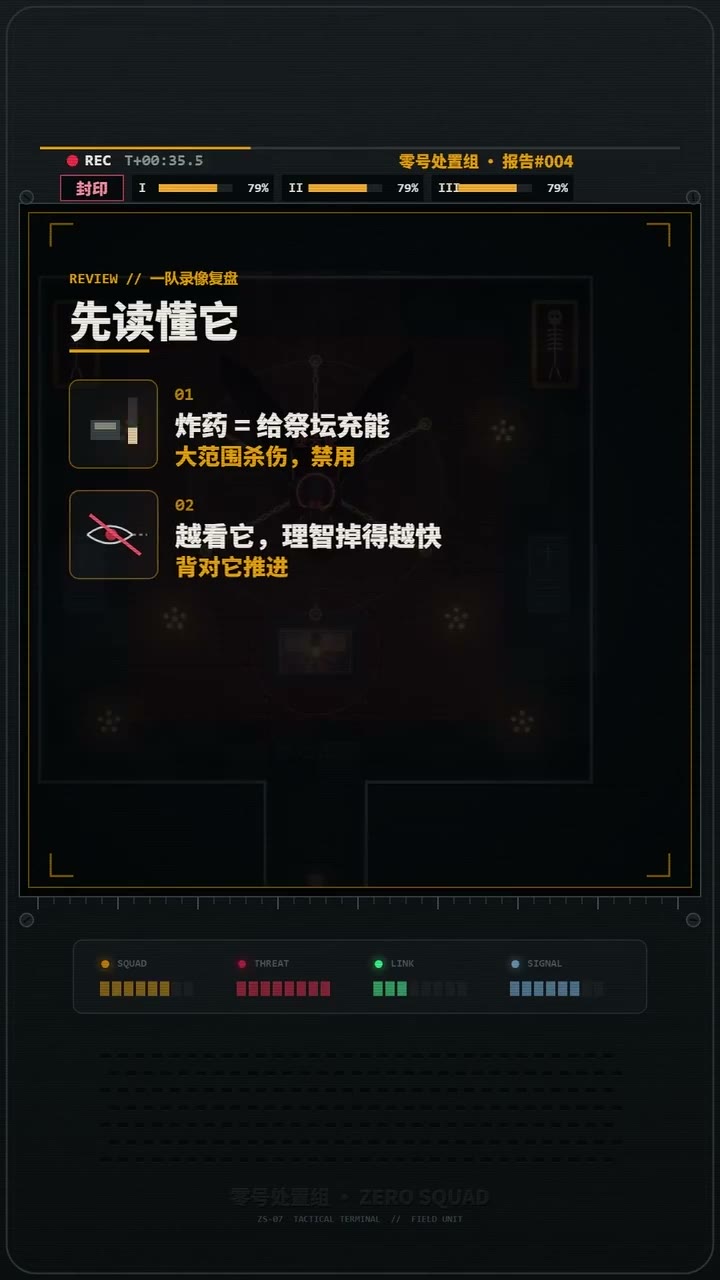 REC T+00:35.5 零号处置组 · 报告#004
封印 I 79% II 79% III 79%
REVIEW // 一队录像复盘
先读懂它
01
炸药 = 给祭坛充能
大范围杀伤，禁用
02
越看它，理智掉得越快
背对它推进
SQUAD THREAT LINK SIGNAL
零号处置组 · ZERO SQUAD
ZS-07 TACTICAL TERMINAL // FIELD UNIT